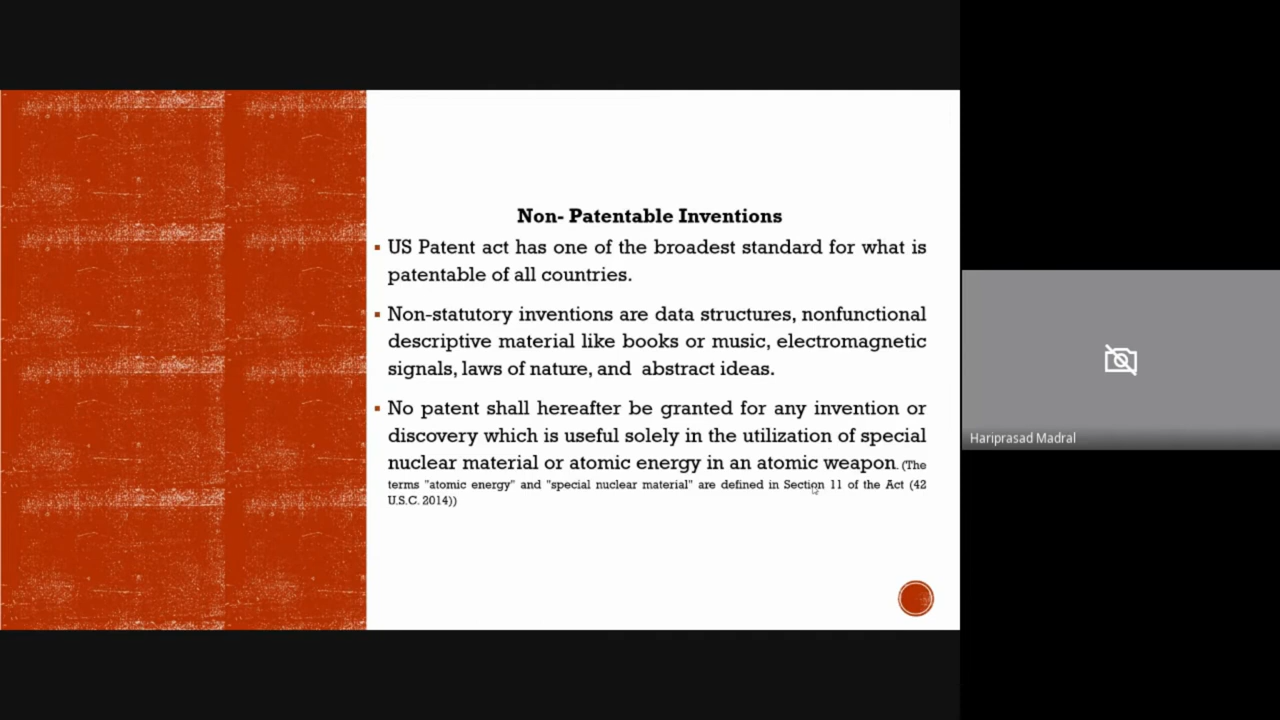 Non- Patentable Inventions
▪ US Patent act has one of the broadest standard for what is
patentable of all countries.
▪ Non-statutory inventions are data structures, nonfunctional
descriptive material like books or music, electromagnetic
signals, laws of nature, and abstract ideas.
▪ No patent shall hereafter be granted for any invention or
discovery which is useful solely in the utilization of special
nuclear material or atomic energy in an atomic weapon. (The
terms "atomic energy" and "special nuclear material" are defined in Section 11 of the Act (42
U.S.C. 2014))
Hariprasad Madral